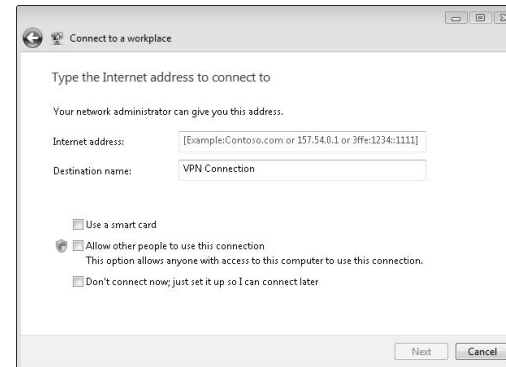 Connect to a workplace
Type the Internet address to connect to
Your network administrator can give you this address.
Internet address: [Example:Contoso.com or 157.54.0.1 or 3ffe:1234::1111]
Destination name: VPN Connection
Use a smart card
Allow other people to use this connection
This option allows anyone with access to this computer to use this connection.
Don't connect now; just set it up so I can connect later
Next Cancel